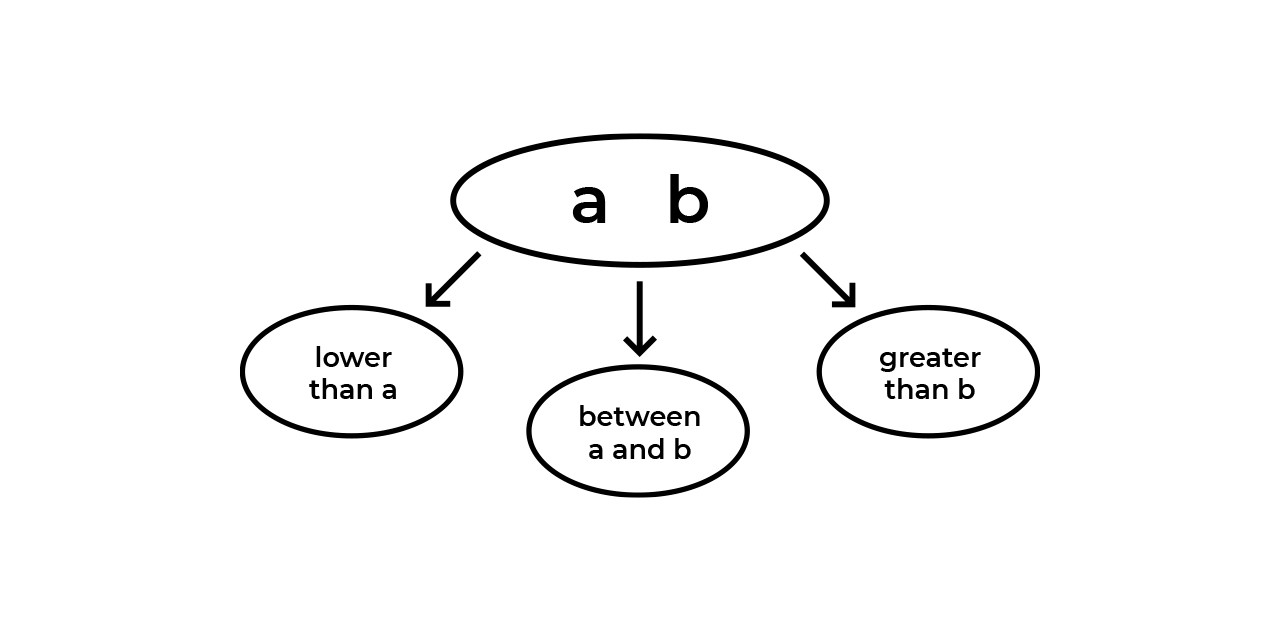 a b
lower
than a
between
a and b
greater
than b